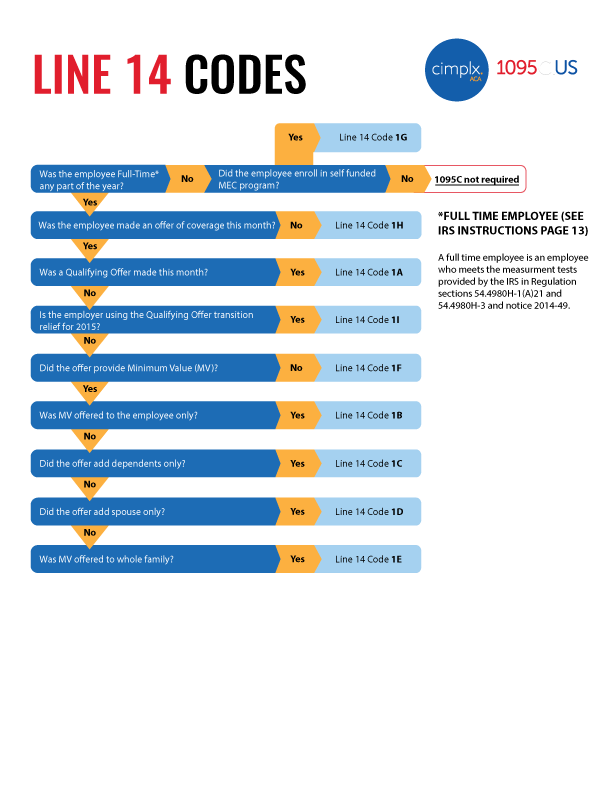 LINE 14 CODES
cimplx.
ACA
1095C US
Yes
Line 14 Code 1G
Was the employee Full-Time*
any part of the year?
No
Did the employee enroll in self funded
MEC program?
No
1095C not required
Yes
Was the employee made an offer of coverage this month?
No
Line 14 Code 1H
Yes
Was a Qualifying Offer made this month?
Yes
Line 14 Code 1A
No
Is the employer using the Qualifying Offer transition
relief for 2015?
Yes
Line 14 Code 1I
No
Did the offer provide Minimum Value (MV)?
No
Line 14 Code 1F
Yes
Was MV offered to the employee only?
Yes
Line 14 Code 1B
No
Did the offer add dependents only?
Yes
Line 14 Code 1C
No
Did the offer add spouse only?
Yes
Line 14 Code 1D
No
Was MV offered to whole family?
Yes
Line 14 Code 1E
*FULL TIME EMPLOYEE (SEE
IRS INSTRUCTIONS PAGE 13)
A full time employee is an employee
who meets the measurment tests
provided by the IRS in Regulation
sections 54.4980H-1(A)21 and
54.4980H-3 and notice 2014-49.